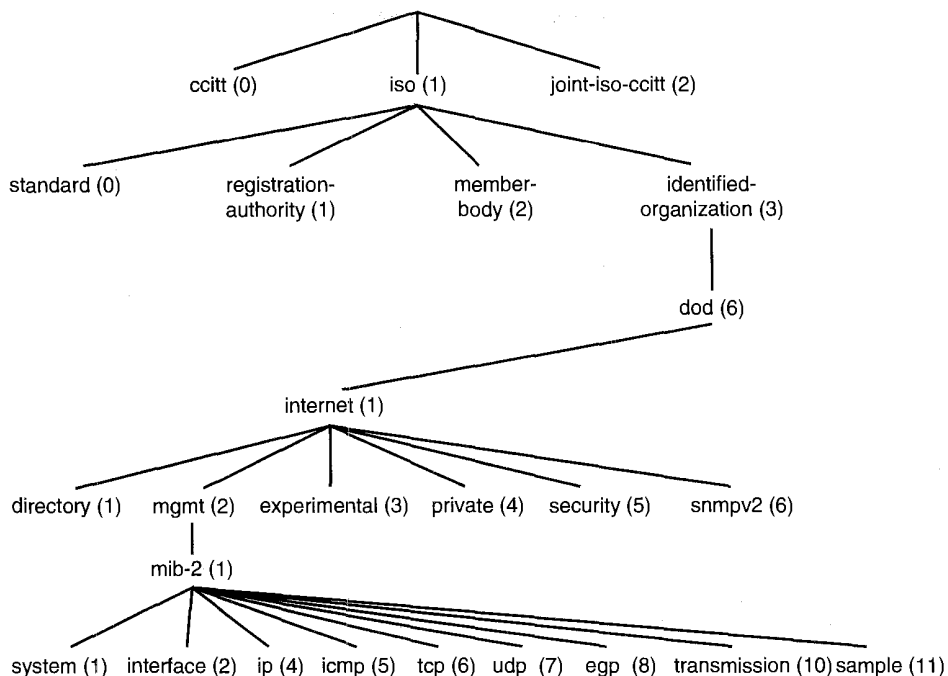 ccitt (0) iso (1) joint-iso-ccitt (2)
standard (0) registration- member- identified-
authority (1) body (2) organization (3)
dod (6)
internet (1)
directory (1) mgmt (2) experimental (3) private (4) security (5) snmpv2 (6)
mib-2 (1)
system (1) interface (2) ip (4) icmp (5) tcp (6) udp (7) egp (8) transmission (10) sample (11)